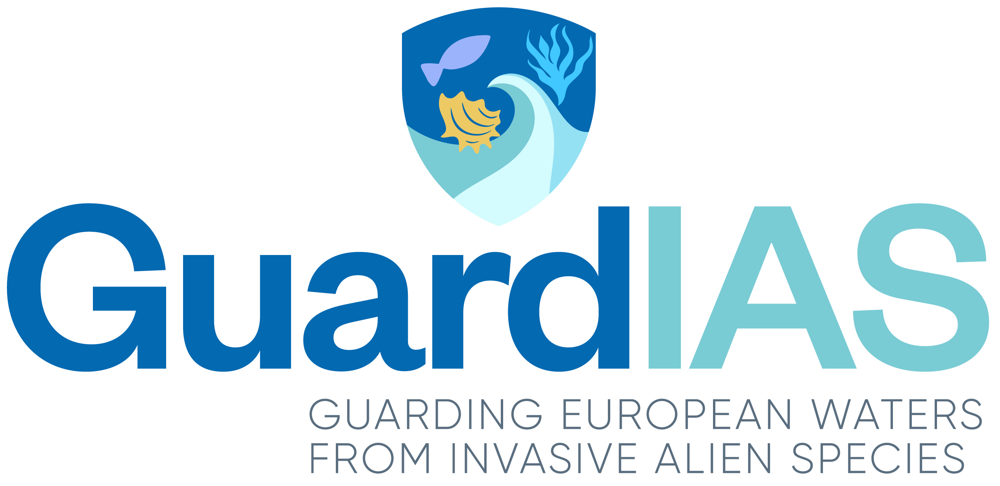 GuardIAS
GUARDING EUROPEAN WATERS
FROM INVASIVE ALIEN SPECIES